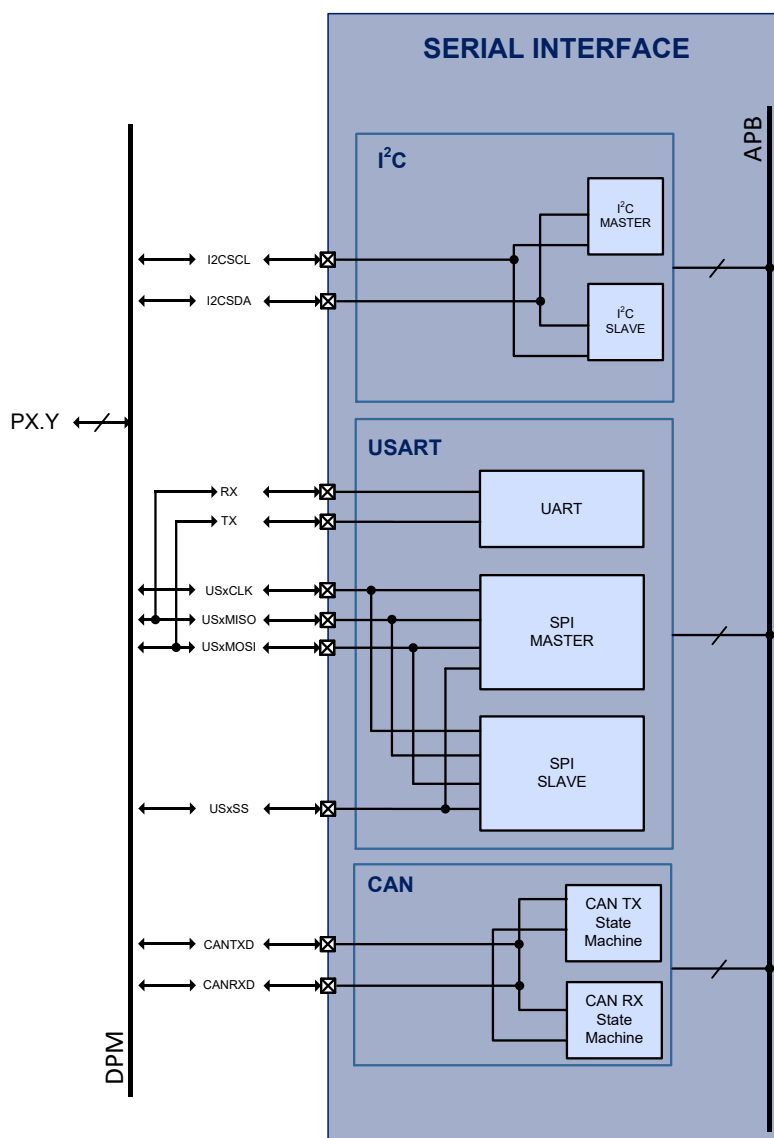 SERIAL INTERFACE
APB
I²C
I²C
MASTER
I2CSCL
I2CSDA
I²C
SLAVE
PX.Y
USART
RX
TX
UART
USxCLK
USxMISO
USxMOSI
SPI
MASTER
SPI
SLAVE
USxSS
CAN
CAN TX
State
Machine
CANTXD
CANRXD
CAN RX
State
Machine
DPM